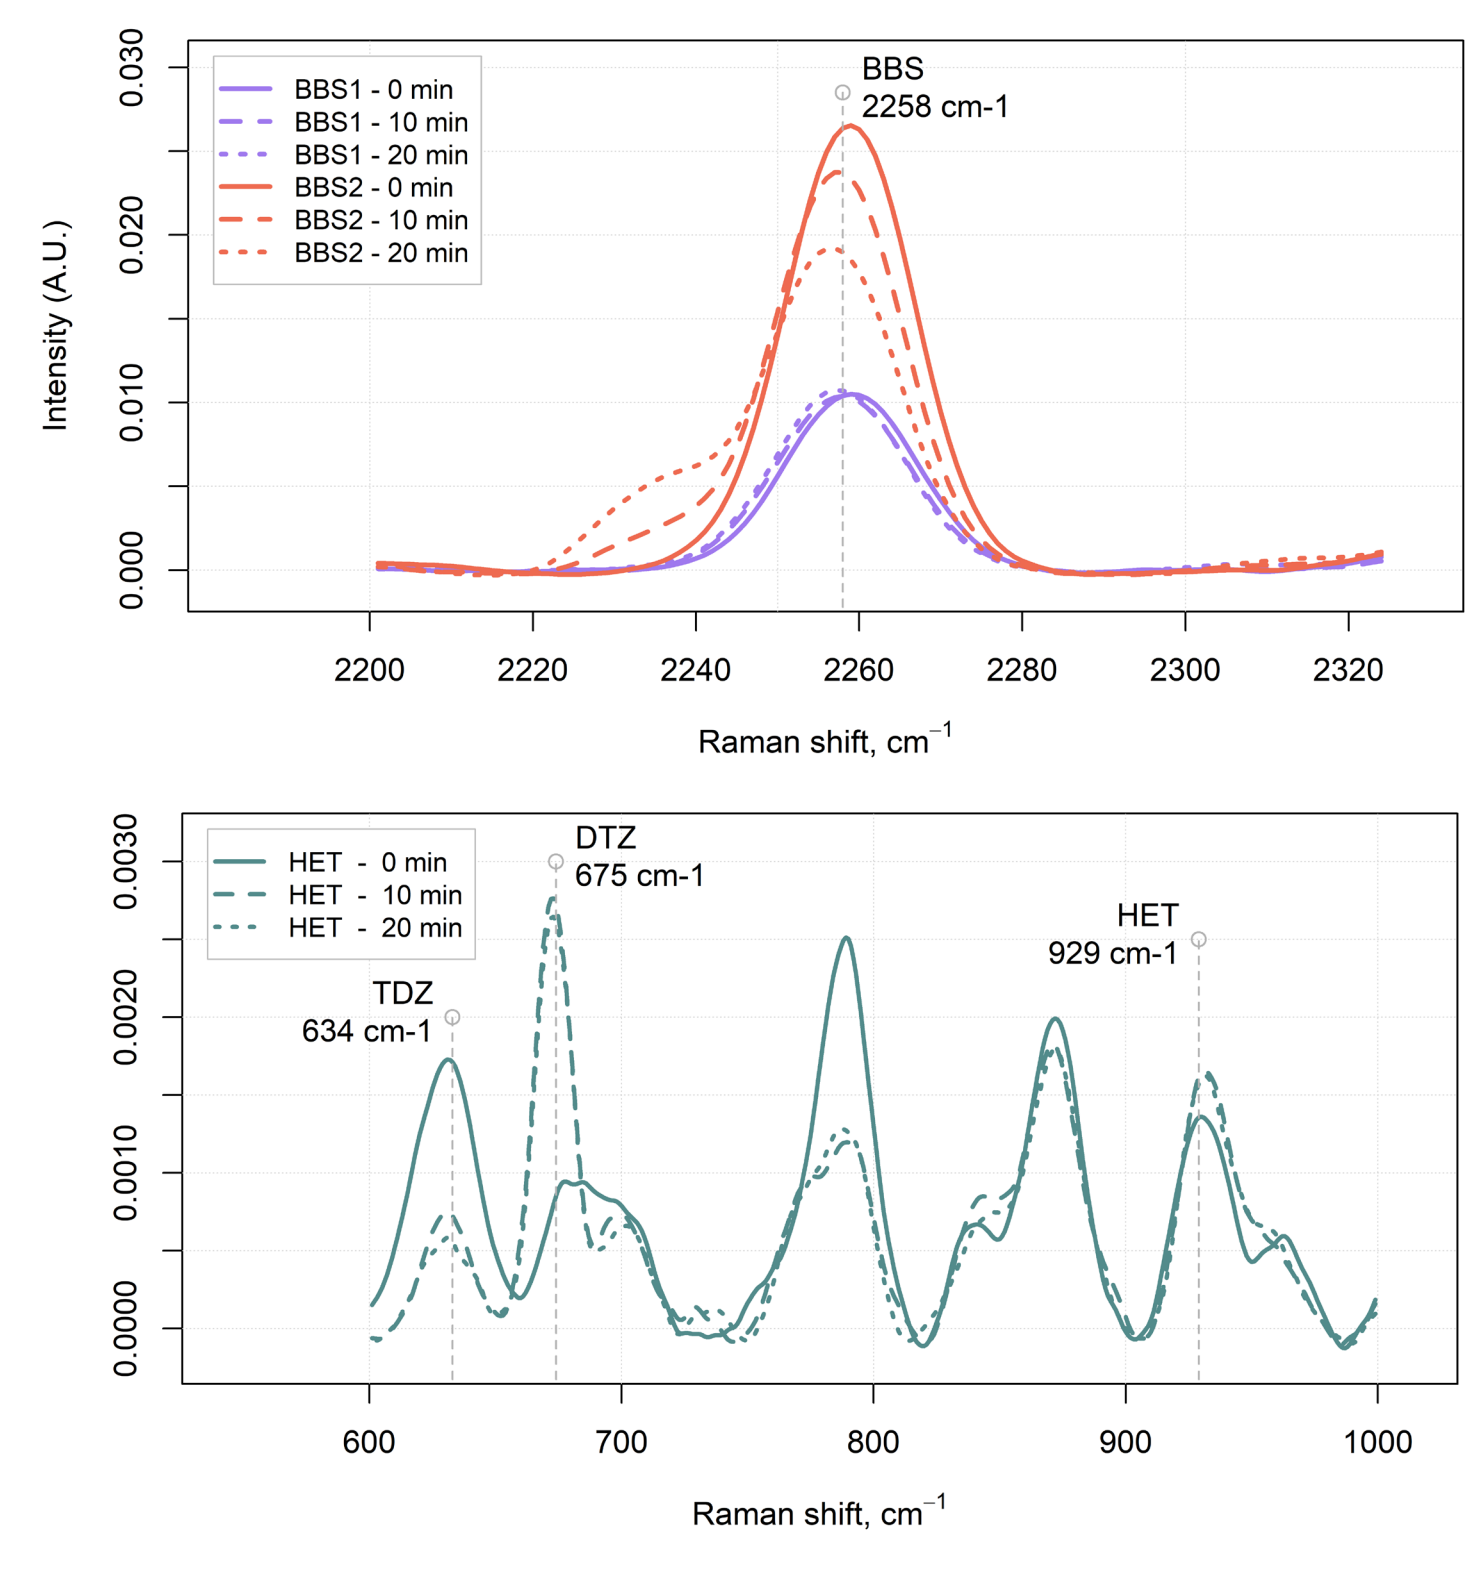 BBS
2258 cm-1
BBS1 - 0 min
BBS1 - 10 min
BBS1 - 20 min
BBS2 - 0 min
BBS2 - 10 min
BBS2 - 20 min
Intensity (A.U.)
0.030
0.020
0.010
0.000
2200 2220 2240 2260 2280 2300 2320
Raman shift, cm⁻¹
HET - 0 min
HET - 10 min
HET - 20 min
DTZ
675 cm-1
HET
929 cm-1
TDZ
634 cm-1
0.0030
0.0020
0.0010
0.0000
600 700 800 900 1000
Raman shift, cm⁻¹